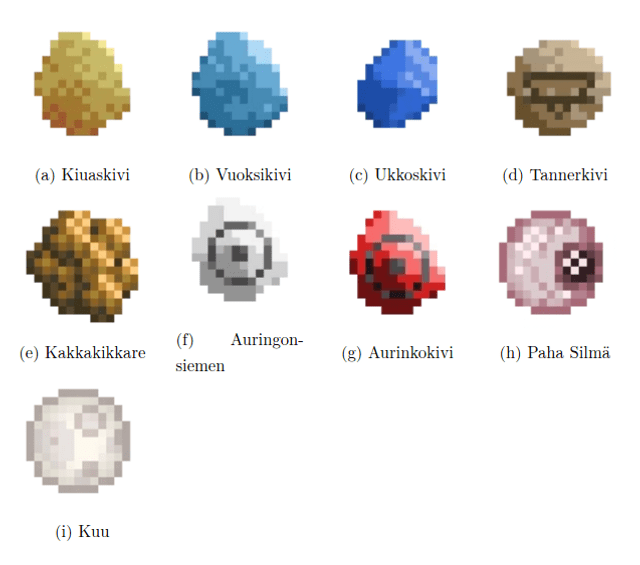 (a) Kiuaskivi
(b) Vuoksikivi
(c) Ukkoskivi
(d) Tannerkivi
(e) Kakkakikkare
(f) Auringon-
siemen
(g) Aurinkokivi
(h) Paha Silmä
(i) Kuu